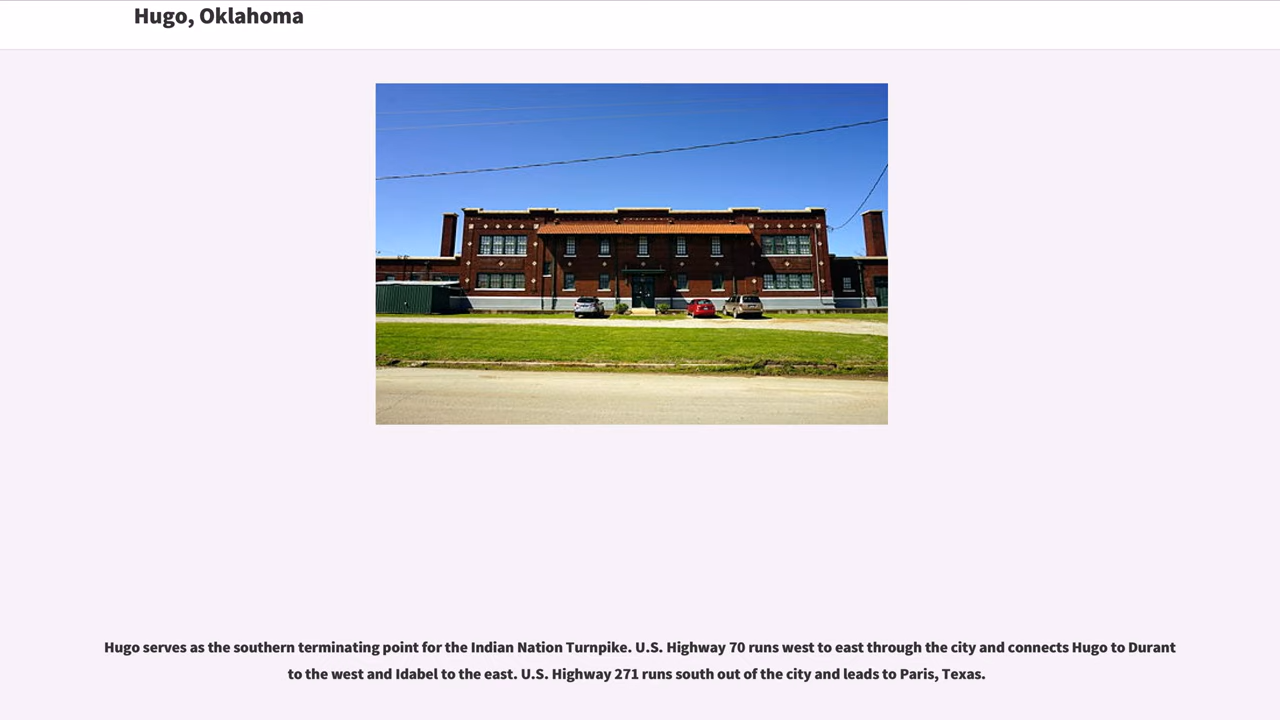 Hugo, Oklahoma
Hugo serves as the southern terminating point for the Indian Nation Turnpike. U.S. Highway 70 runs west to east through the city and connects Hugo to Durant
to the west and Idabel to the east. U.S. Highway 271 runs south out of the city and leads to Paris, Texas.